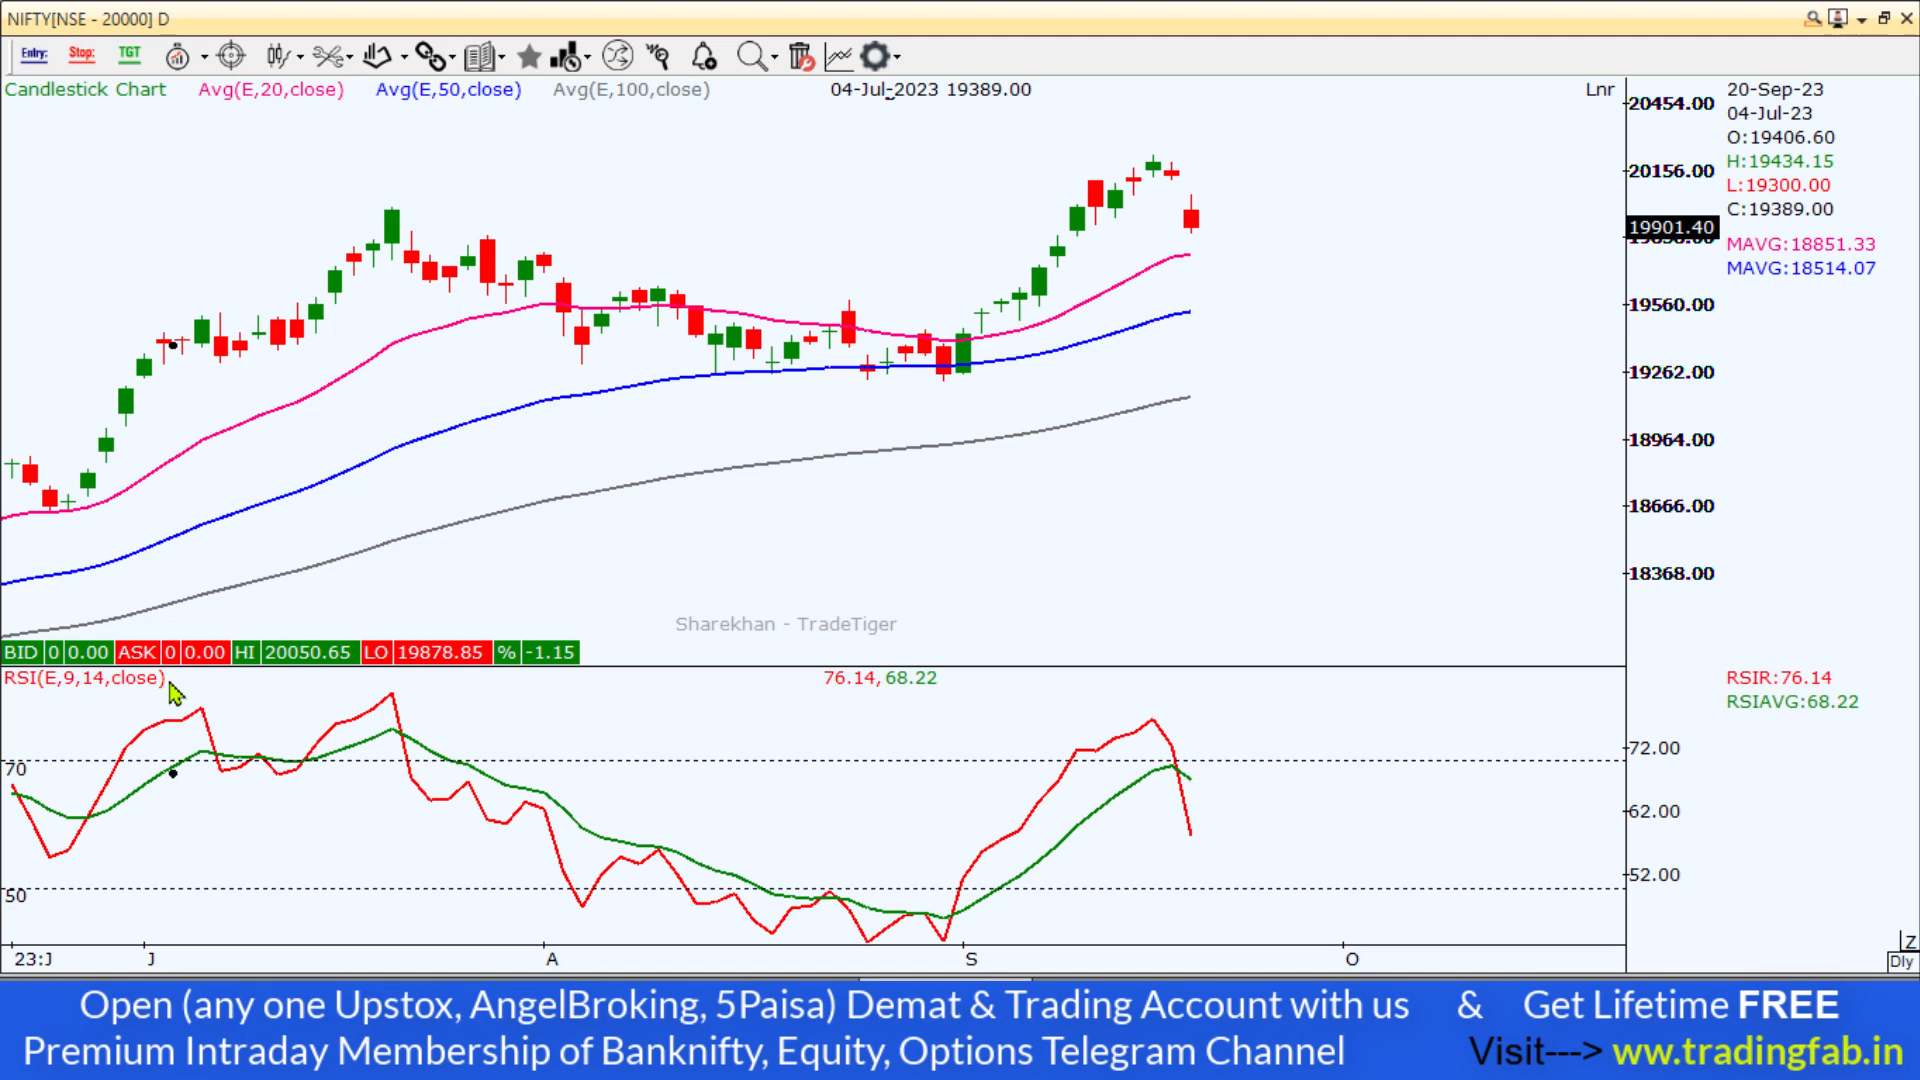 NIFTY[NSE - 20000] D
Entry: Stop: TGT
Candlestick Chart Avg(E,20,close) Avg(E,50,close) Avg(E,100,close) 04-Jul-2023 19389.00 Lnr
20454.00
20156.00
19901.40
19560.00
19262.00
18964.00
18666.00
18368.00
20-Sep-23
04-Jul-23
O:19406.60
H:19434.15
L:19300.00
C:19389.00
MAVG:18851.33
MAVG:18514.07
Sharekhan - TradeTiger
BID 0 0.00 ASK 0 0.00 HI 20050.65 LO 19878.85 % -1.15
RSI(E,9,14,close) 76.14, 68.22
RSIR:76.14
RSIAVG:68.22
70
50
72.00
62.00
52.00
23:J J A S O
Z
Dly
Open (any one Upstox, AngelBroking, 5Paisa) Demat & Trading Account with us & Get Lifetime FREE
Premium Intraday Membership of Banknifty, Equity, Options Telegram Channel Visit---> ww.tradingfab.in